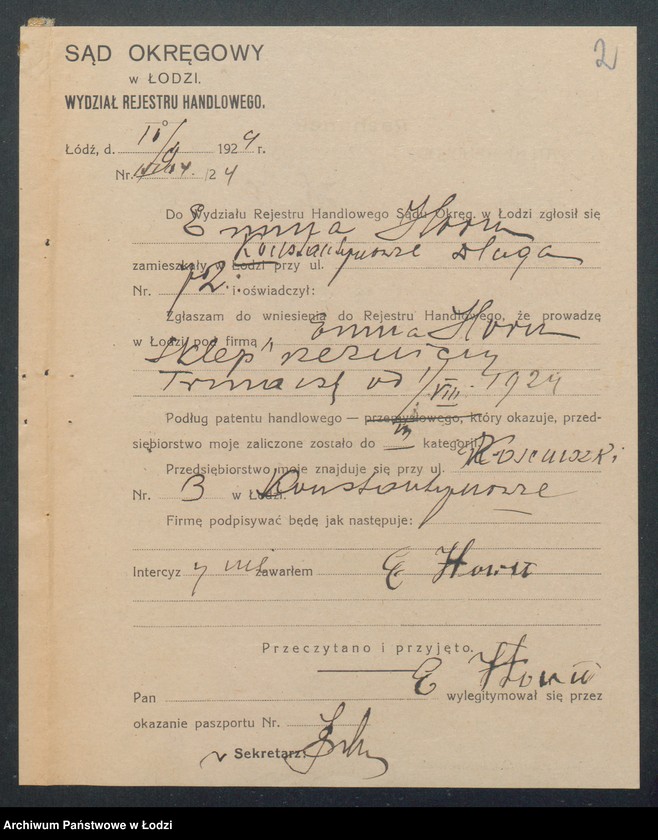 2
SĄD OKRĘGOWY
w ŁODZI.
WYDZIAŁ REJESTRU HANDLOWEGO.
Łódź, d. 11/ 1924 r.
Nr. /24
Do Wydziału Rejestru Handlowego Sądu Okręg. w Łodzi zgłosił się
Emma Horn
zamieszkały w Łodzi przy ul. Konstantynowie Długa
Nr. 72. i oświadczył:
Zgłaszam do wniesienia do Rejestru Handlowego, że prowadzę
w Łodzi pod firmą „Emma Horn
Sklep" rzeźniczy
Trwa od 1/VIII. 1924
Podług patentu handlowego — przemysłowego, który okazuje, przed-
siębiorstwo moje zaliczone zostało do III kategorji.
Przedsiębiorstwo moje znajduje się przy ul. Kościuszki
Nr. 3 w Łodzi. Konstantynowie
Firmę podpisywać będę jak następuje:
Intercyz y nie zawarłem E Horn
Przeczytano i przyjęto.
E Horn
Pan wylegitymował się przez
okazanie paszportu Nr.
Sekretarz:
Archiwum Państwowe w Łodzi